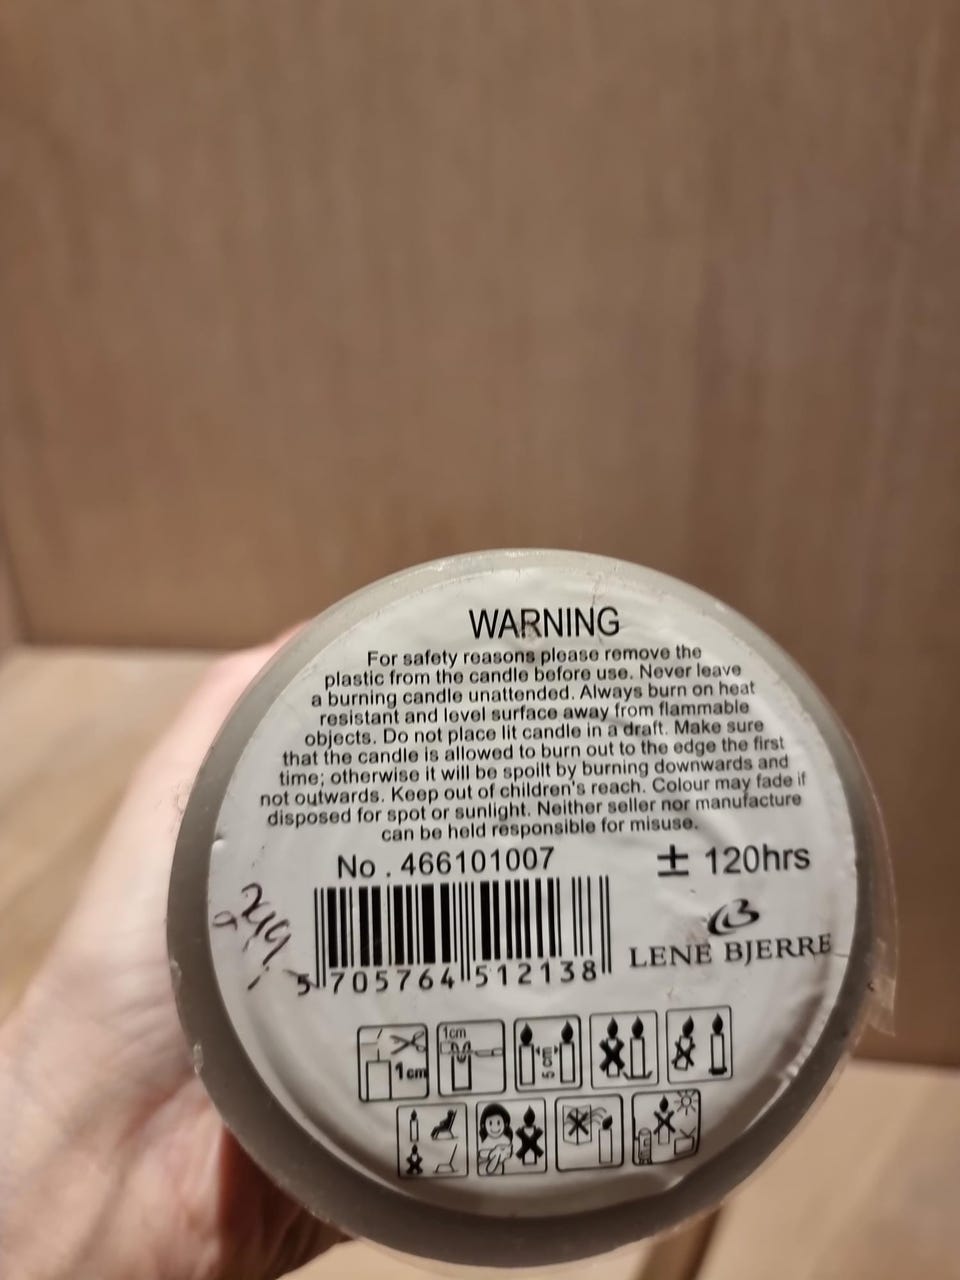 WARNING
For safety reasons please remove the
plastic from the candle before use. Never leave
a burning candle unattended. Always burn on heat
resistant and level surface away from flammable
objects. Do not place lit candle in a draft. Make sure
that the candle is allowed to burn out to the edge the first
time; otherwise it will be spoilt by burning downwards and
not outwards. Keep out of children's reach. Colour may fade if
disposed for spot or sunlight. Neither seller nor manufacture
can be held responsible for misuse.
No . 466101007
± 120hrs
LENE BJERRE
5 705764 512138
1cm
1cm
5cm